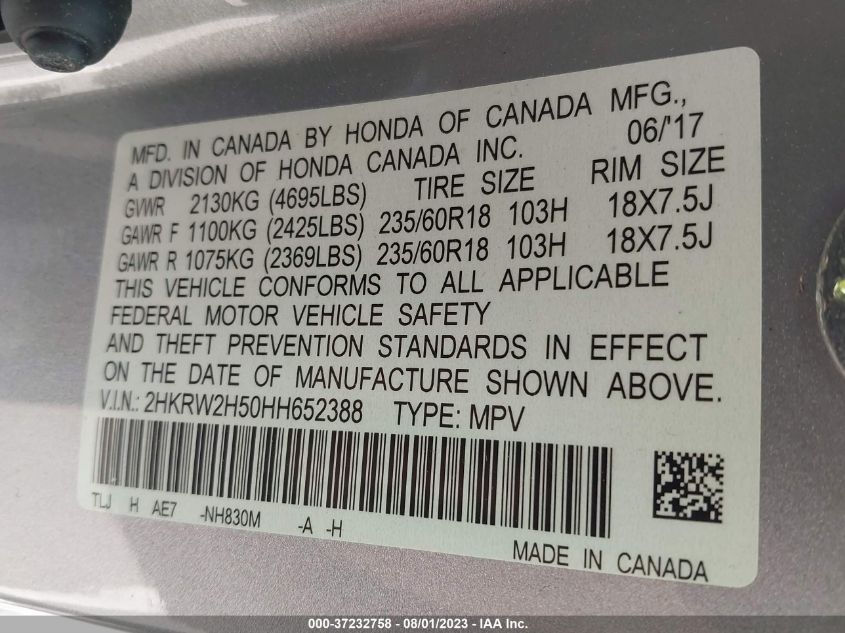 MFD. IN CANADA BY HONDA OF CANADA MFG.,
A DIVISION OF HONDA CANADA INC. 06/'17
GVWR 2130KG (4695LBS) TIRE SIZE RIM SIZE
GAWR F 1100KG (2425LBS) 235/60R18 103H 18X7.5J
GAWR R 1075KG (2369LBS) 235/60R18 103H 18X7.5J
THIS VEHICLE CONFORMS TO ALL APPLICABLE
FEDERAL MOTOR VEHICLE SAFETY
AND THEFT PREVENTION STANDARDS IN EFFECT
ON THE DATE OF MANUFACTURE SHOWN ABOVE.
V.I.N.: 2HKRW2H50HH652388 TYPE: MPV
TLJ H AE7 -NH830M -A -H
MADE IN CANADA
000-37232758 - 08/01/2023 - IAA Inc.